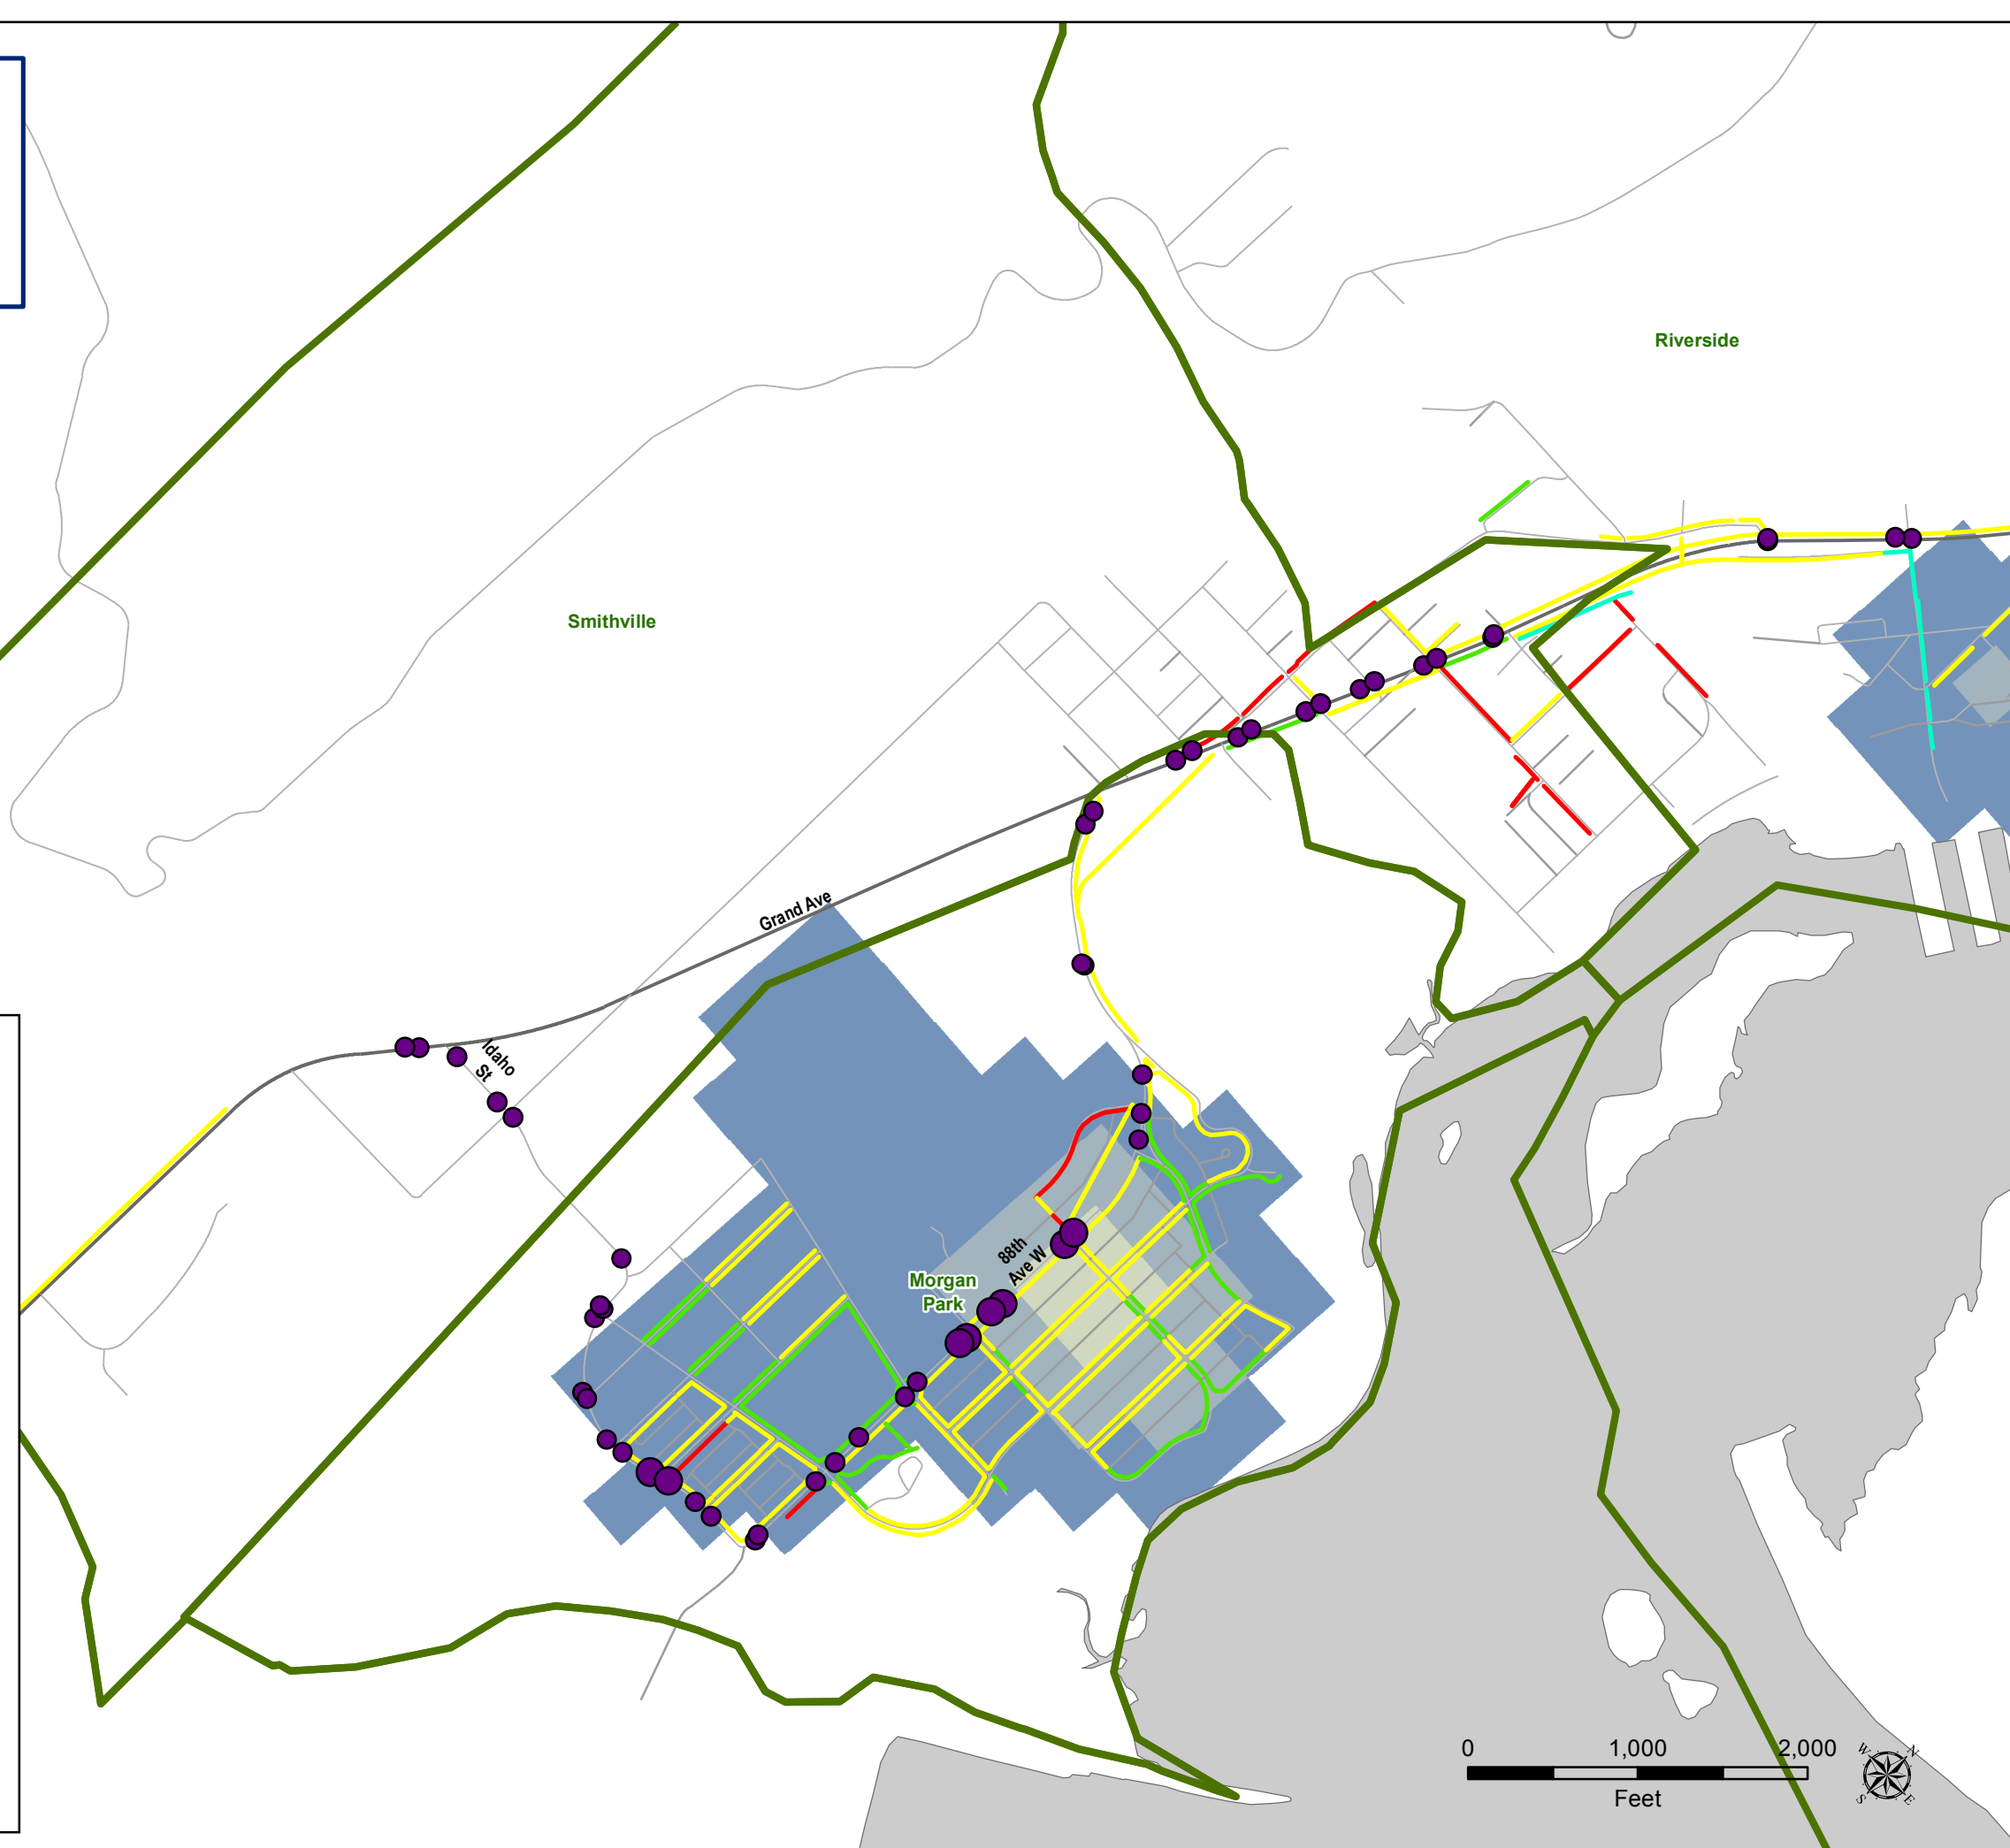 Riverside
Smithville
Grand Ave
Idaho
St
88th
Ave W
Morgan
Park
0 1,000 2,000
Feet
W N
S E